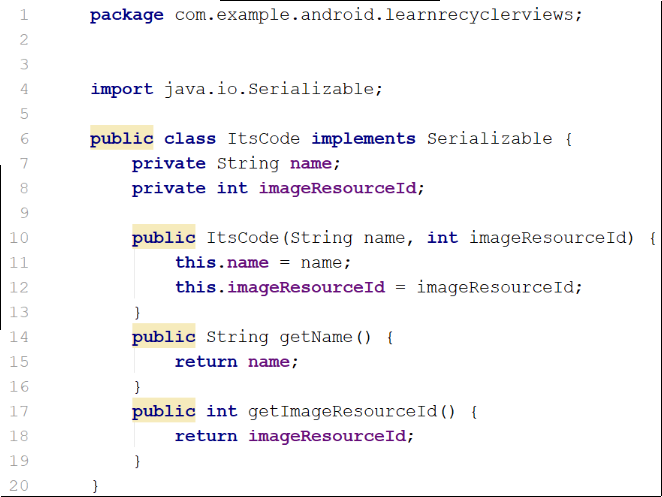 1 package com.example.android.learnrecyclerviews;
2
3
4 import java.io.Serializable;
5
6 public class ItsCode implements Serializable {
7     private String name;
8     private int imageResourceId;
9
10     public ItsCode(String name, int imageResourceId) {
11         this.name = name;
12         this.imageResourceId = imageResourceId;
13     }
14     public String getName() {
15         return name;
16     }
17     public int getImageResourceId() {
18         return imageResourceId;
19     }
20 }